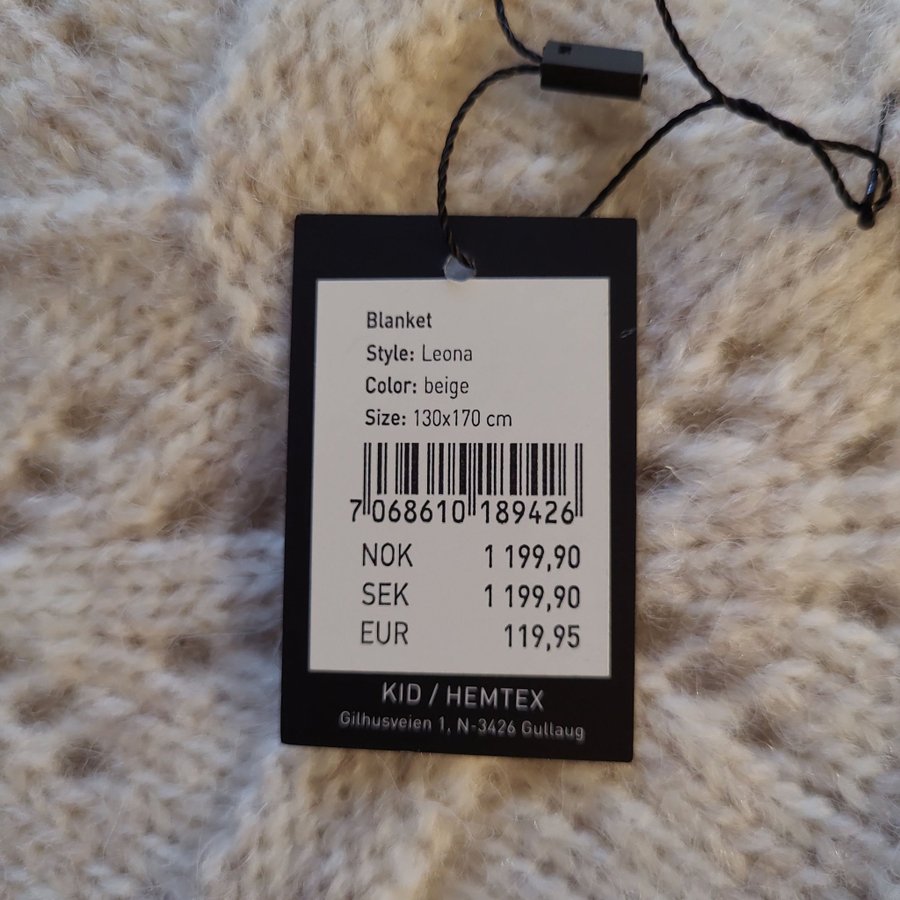 Blanket
Style: Leona
Color: beige
Size: 130x170 cm
7 068610 189426
NOK 1 199,90
SEK 1 199,90
EUR 119,95
KID / HEMTEX
Gilhusveien 1, N-3426 Gullaug